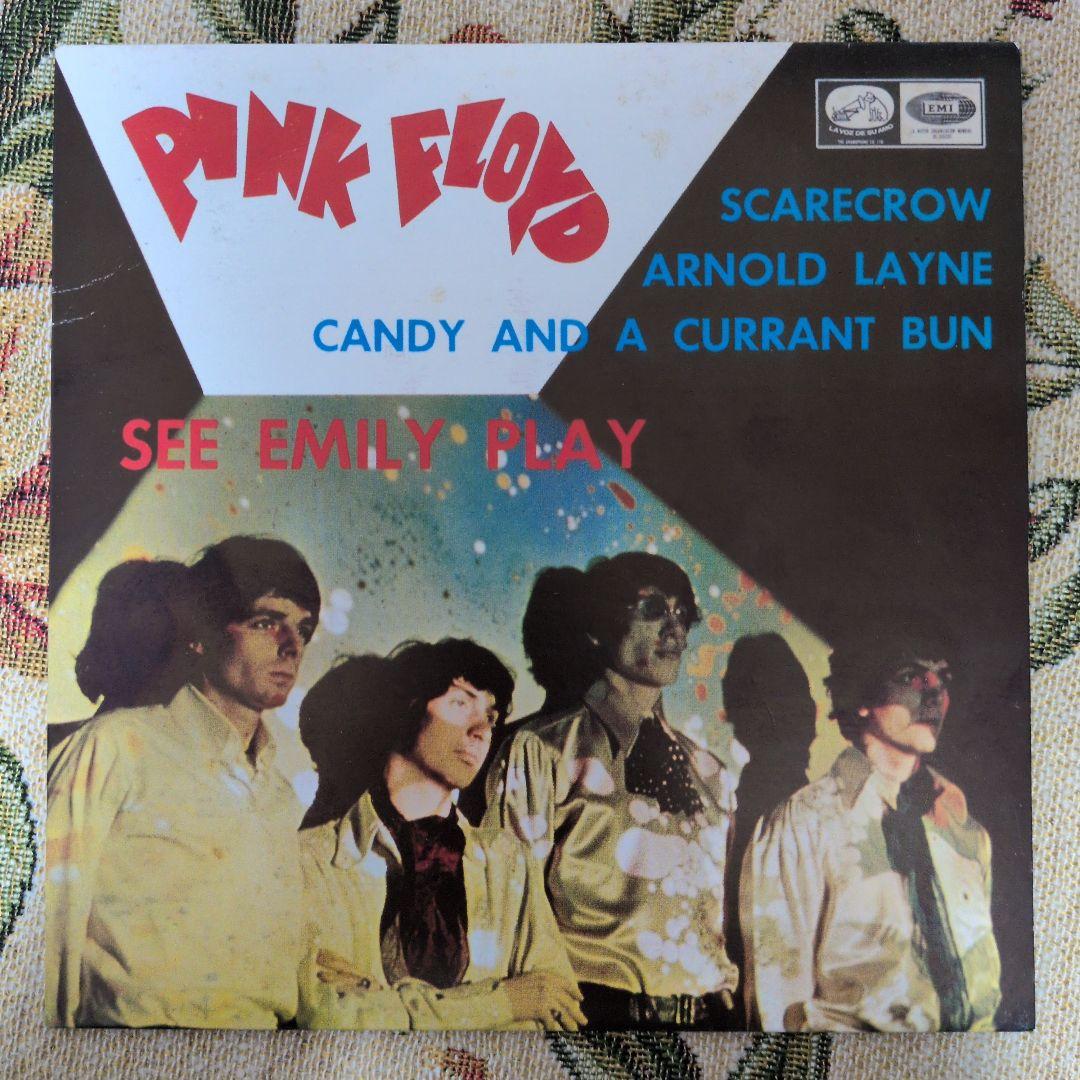 PINK FLOYD
LA VOZ DE SU AMO
EMI
SCARECROW
ARNOLD LAYNE
CANDY AND A CURRANT BUN
SEE EMILY PLAY